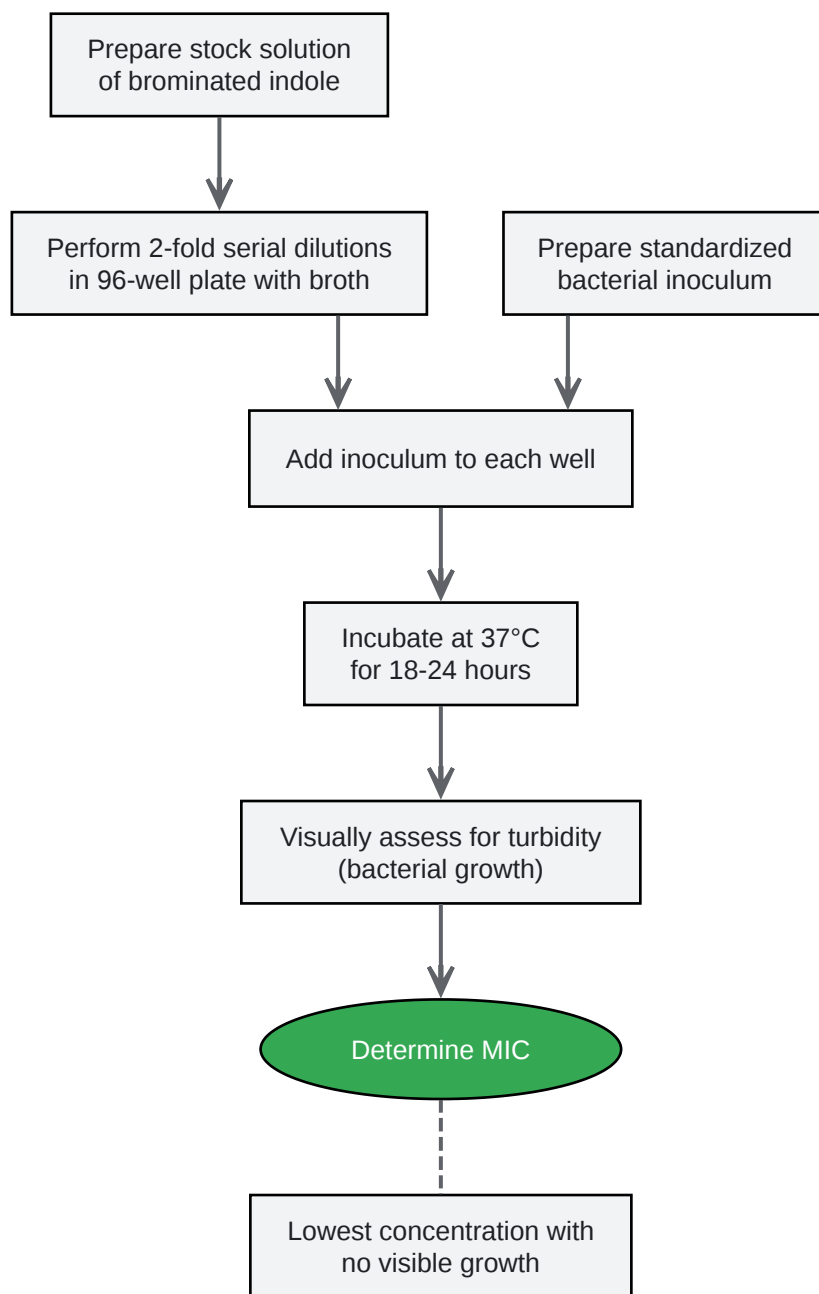 Prepare stock solution
of brominated indole
Perform 2-fold serial dilutions
in 96-well plate with broth
Prepare standardized
bacterial inoculum
Add inoculum to each well
Incubate at 37°C
for 18-24 hours
Visually assess for turbidity
(bacterial growth)
Determine MIC
Lowest concentration with
no visible growth